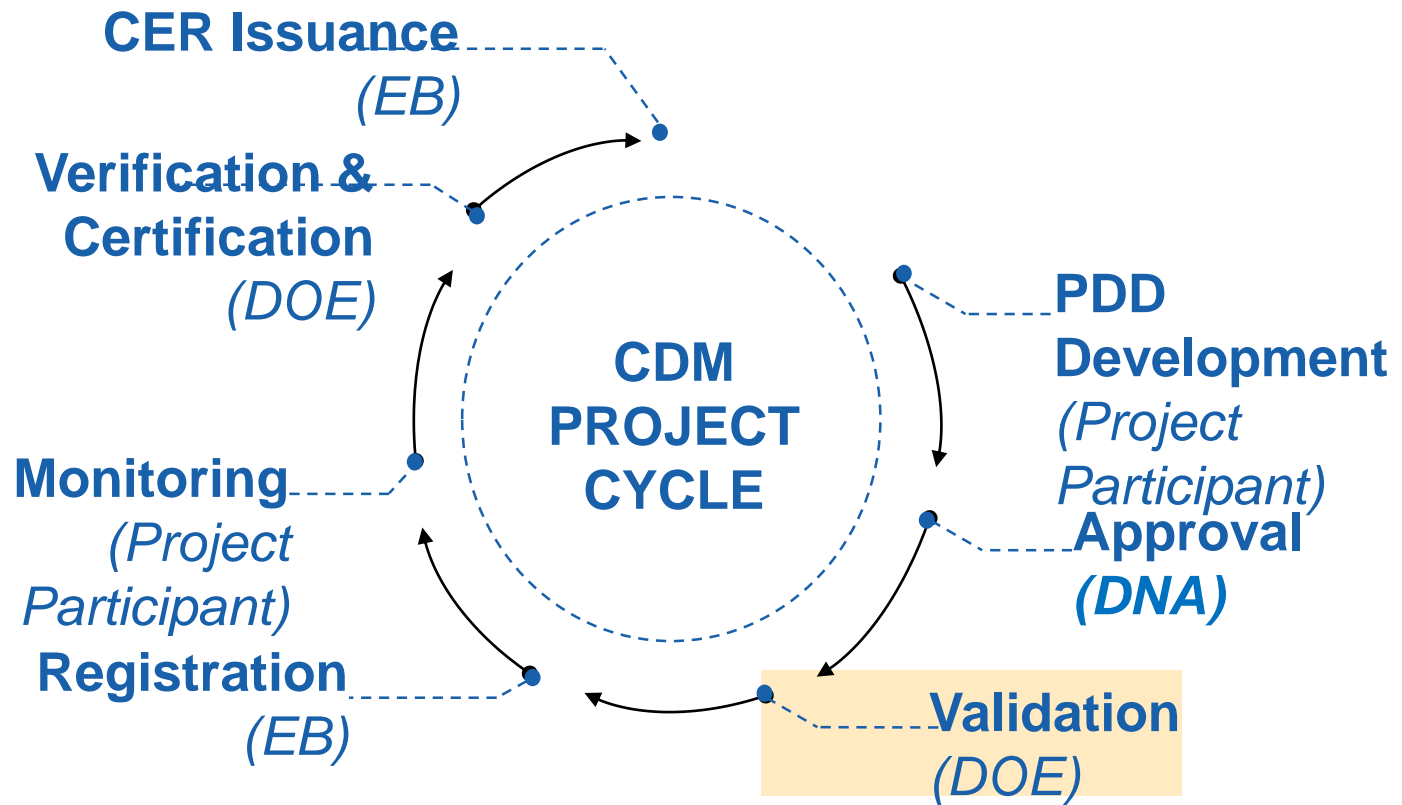 CER Issuance
(EB)
Verification &
Certification
(DOE)
PDD
Development
(Project
Participant)
CDM
PROJECT
CYCLE
Monitoring
(Project
Participant)
Approval
(DNA)
Registration
(EB)
Validation
(DOE)